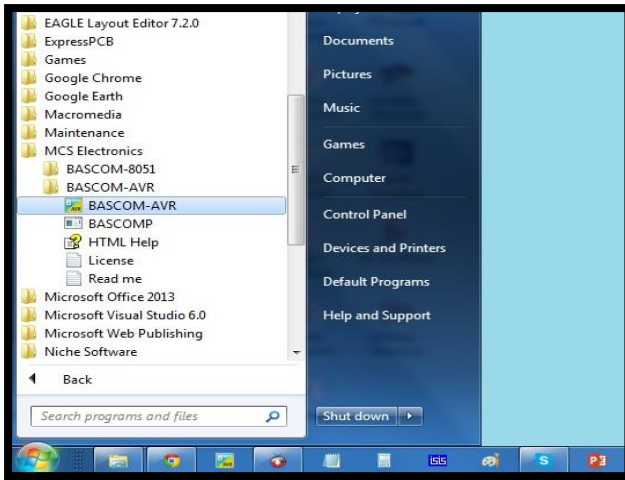 EAGLE Layout Editor 7.2.0
ExpressPCB
Games
Google Chrome
Google Earth
Macromedia
Maintenance
MCS Electronics
BASCOM-8051
BASCOM-AVR
BASCOM-AVR
BASCOMP
HTML Help
License
Read me
Microsoft Office 2013
Microsoft Visual Studio 6.0
Microsoft Web Publishing
Niche Software
Back
Search programs and files
Documents
Pictures
Music
Games
Computer
Control Panel
Devices and Printers
Default Programs
Help and Support
Shut down
AVR
ISIS
S
P